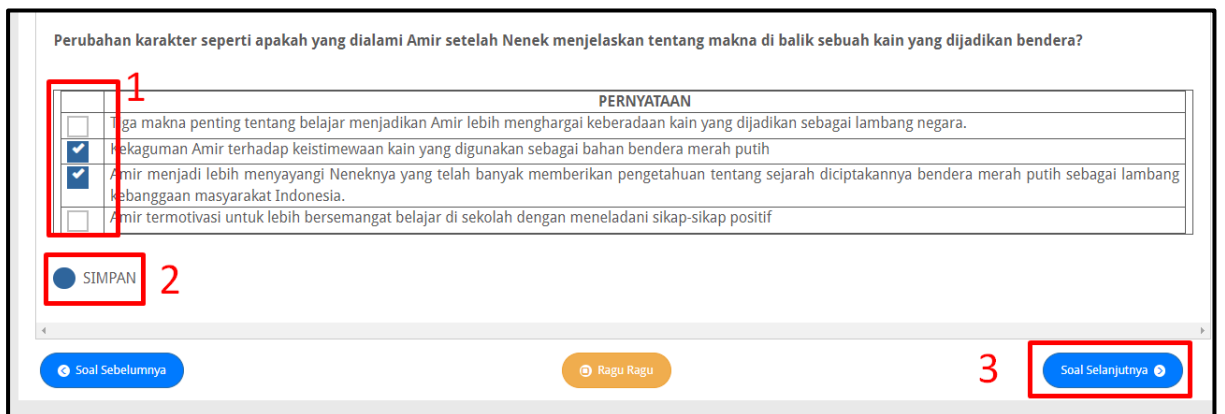 Perubahan karakter seperti apakah yang dialami Amir setelah Nenek menjelaskan tentang makna di balik sebuah kain yang dijadikan bendera?
1
PERNYATAAN
Tiga makna penting tentang belajar menjadikan Amir lebih menghargai keberadaan kain yang dijadikan sebagai lambang negara.
Kekaguman Amir terhadap keistimewaan kain yang digunakan sebagai bahan bendera merah putih
Amir menjadi lebih menyayangi Neneknya yang telah banyak memberikan pengetahuan tentang sejarah diciptakannya bendera merah putih sebagai lambang
kebanggaan masyarakat Indonesia.
Amir termotivasi untuk lebih bersemangat belajar di sekolah dengan meneladani sikap-sikap positif
SIMPAN 2
Soal Sebelumnya
Ragu Ragu
3
Soal Selanjutnya